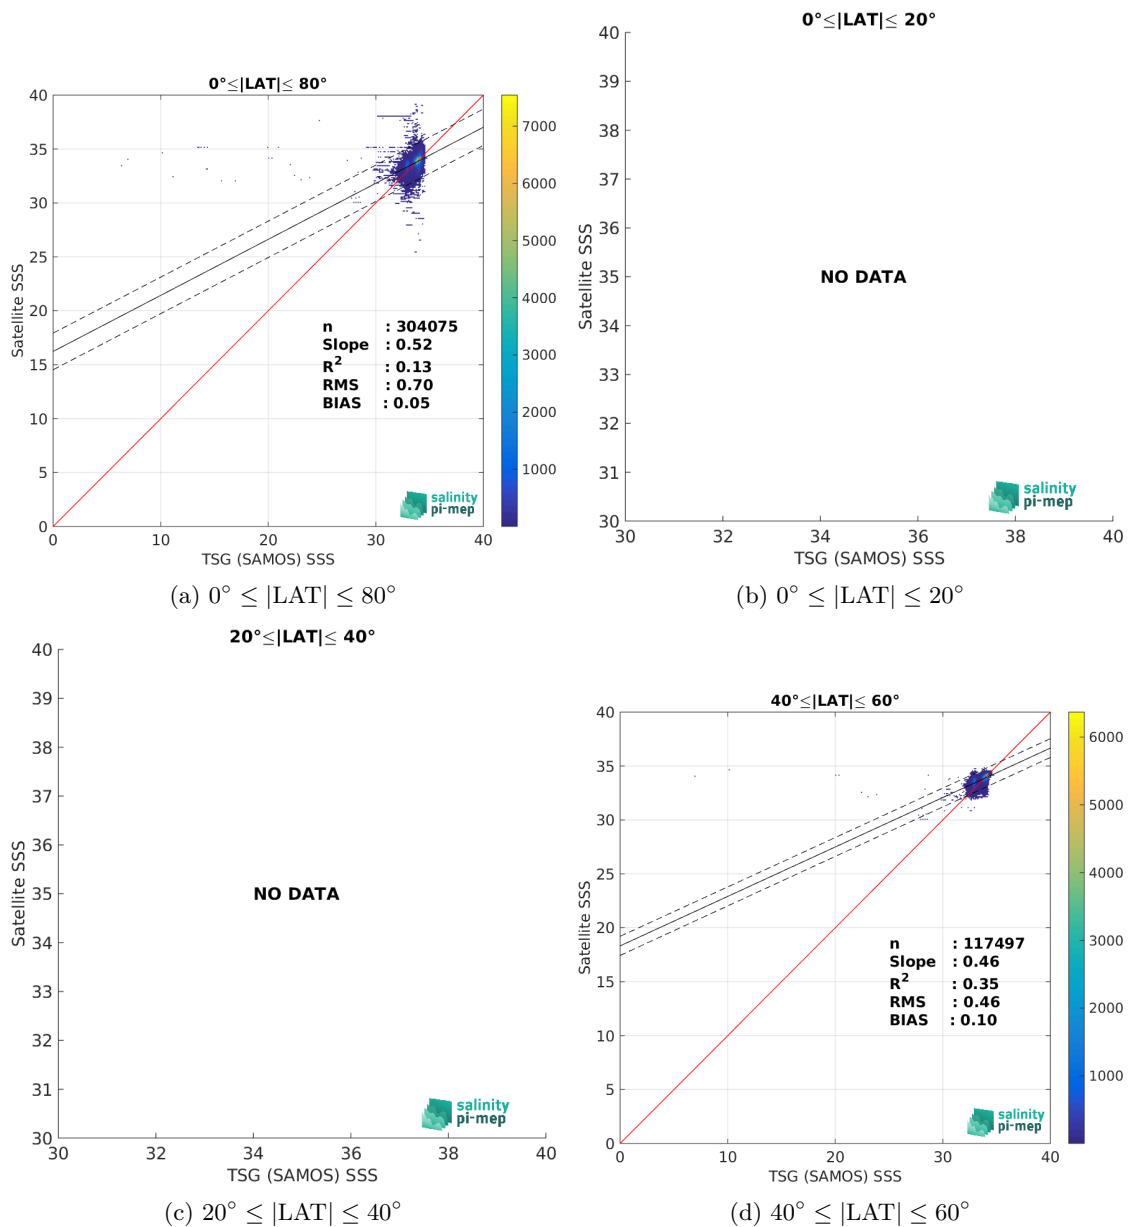 0°≤|LAT|≤ 80°
40
35
30
25
20
15
10
5
0
Satellite SSS
0
10
20
30
40
TSG (SAMOS) SSS
7000
6000
5000
4000
3000
2000
1000
n : 304075
Slope : 0.52
R² : 0.13
RMS : 0.70
BIAS : 0.05
salinity
pi-mep
(a) 0° ≤ |LAT| ≤ 80°
0°≤|LAT|≤ 20°
40
39
38
37
36
35
34
33
32
31
30
Satellite SSS
NO DATA
salinity
pi-mep
30
32
34
36
38
40
TSG (SAMOS) SSS
(b) 0° ≤ |LAT| ≤ 20°
20°≤|LAT|≤ 40°
40
39
38
37
36
35
34
33
32
31
30
Satellite SSS
NO DATA
salinity
pi-mep
30
32
34
36
38
40
TSG (SAMOS) SSS
(c) 20° ≤ |LAT| ≤ 40°
40°≤|LAT|≤ 60°
40
35
30
25
20
15
10
5
0
Satellite SSS
0
10
20
30
40
TSG (SAMOS) SSS
6000
5000
4000
3000
2000
1000
n : 117497
Slope : 0.46
R² : 0.35
RMS : 0.46
BIAS : 0.10
salinity
pi-mep
(d) 40° ≤ |LAT| ≤ 60°